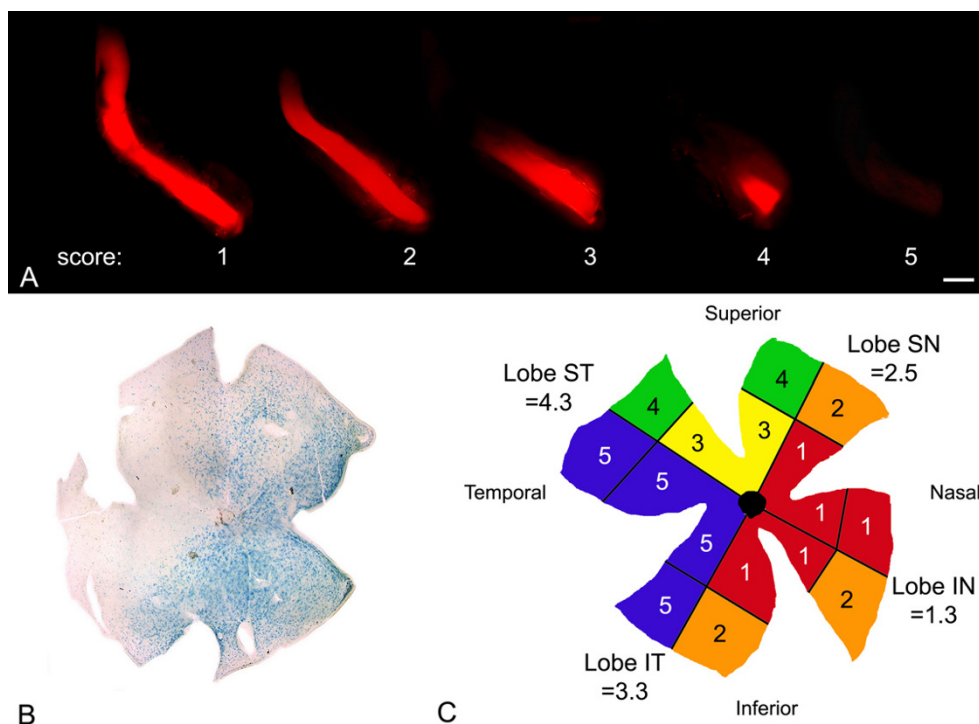 score: 1 2 3 4 5
A
Superior
Lobe SN
=2.5
Lobe ST
=4.3
4
2
4
3
3
1
5
5
Temporal
Nasal
1
1
5
1
1
5
2
2
Lobe IN
=1.3
Lobe IT
=3.3
Inferior
B
C